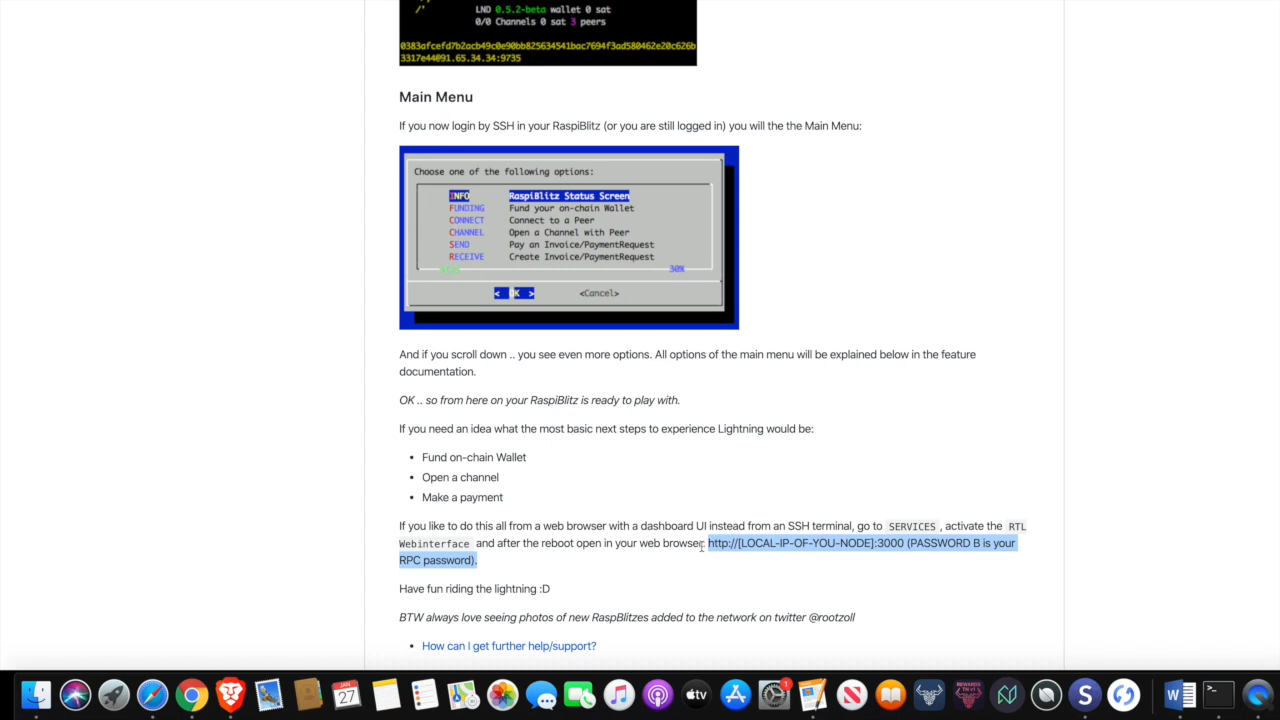 LND 0.5.2-beta wallet 0 sat
0/0 Channels 0 sat 3 peers
0383afcefd7b2acb49c0e90bb825634541bac7694f3ad580462e20c626b
3317e44@91.65.34.34:9735
Main Menu
If you now login by SSH in your RaspiBlitz (or you are still logged in) you will the the Main Menu:
Choose one of the following options:
INFO RaspiBlitz Status Screen
FUNDING Fund your on-chain Wallet
CONNECT Connect to a Peer
CHANNEL Open a Channel with Peer
SEND Pay an Invoice/PaymentRequest
RECEIVE Create Invoice/PaymentRequest
30%
< OK > <Cancel>
And if you scroll down .. you see even more options. All options of the main menu will be explained below in the feature
documentation.
OK .. so from here on your RaspiBlitz is ready to play with.
If you need an idea what the most basic next steps to experience Lightning would be:
• Fund on-chain Wallet
• Open a channel
• Make a payment
If you like to do this all from a web browser with a dashboard UI instead from an SSH terminal, go to SERVICES , activate the RTL
Webinterface and after the reboot open in your web browser: http://[LOCAL-IP-OF-YOU-NODE]:3000 (PASSWORD B is your
RPC password).
Have fun riding the lightning :D
BTW always love seeing photos of new RaspBlitzes added to the network on twitter @rootzoll
• How can I get further help/support?
JAN
27
1